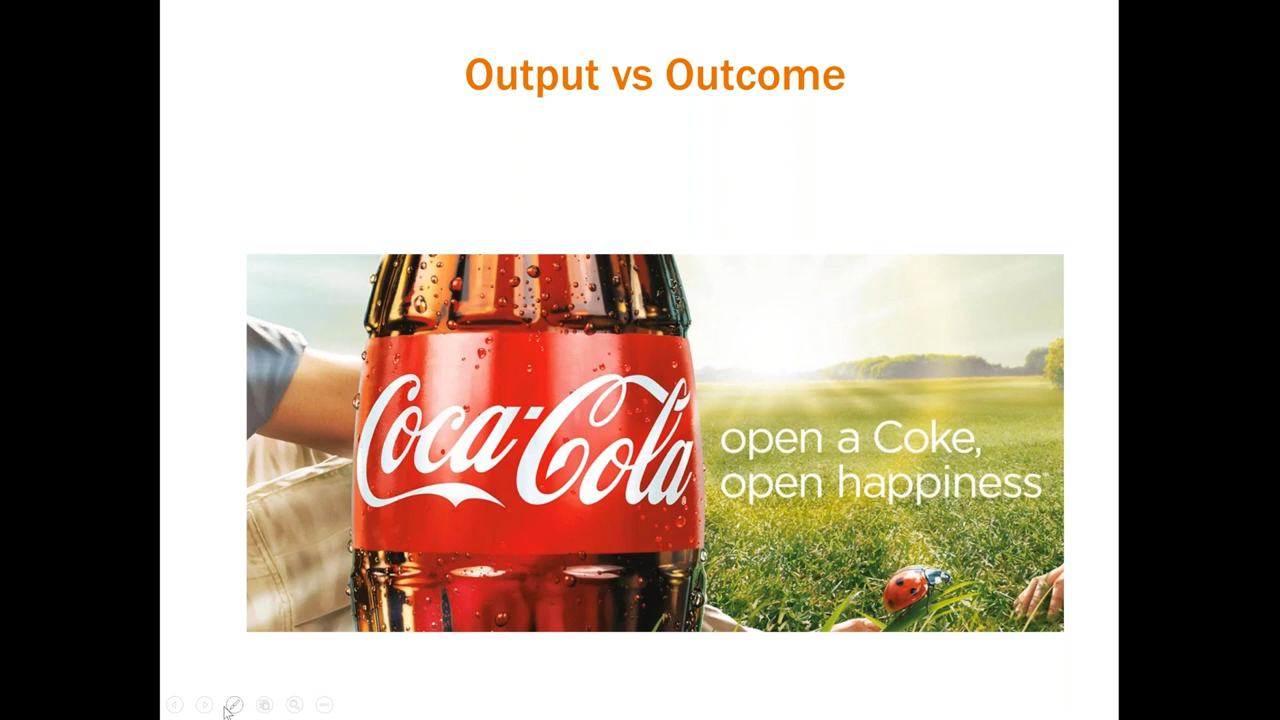 Output vs Outcome
Coca-Cola
open a Coke,
open happiness